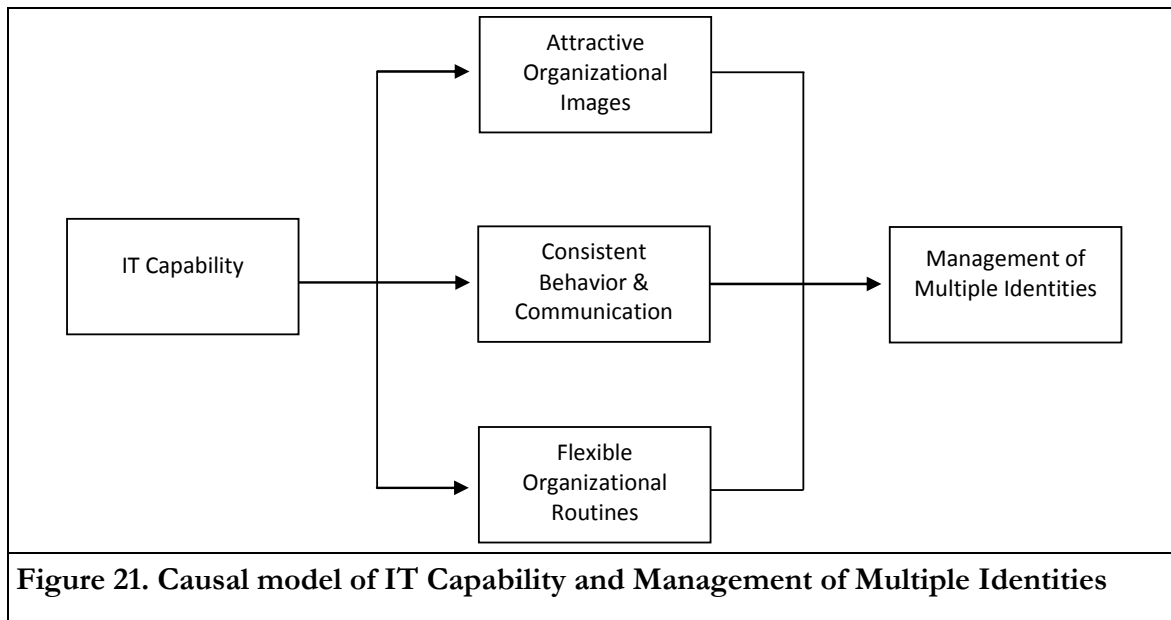 Attractive
Organizational
Images
IT Capability
Consistent
Behavior &
Communication
Management of
Multiple Identities
Flexible
Organizational
Routines
Figure 21. Causal model of IT Capability and Management of Multiple Identities